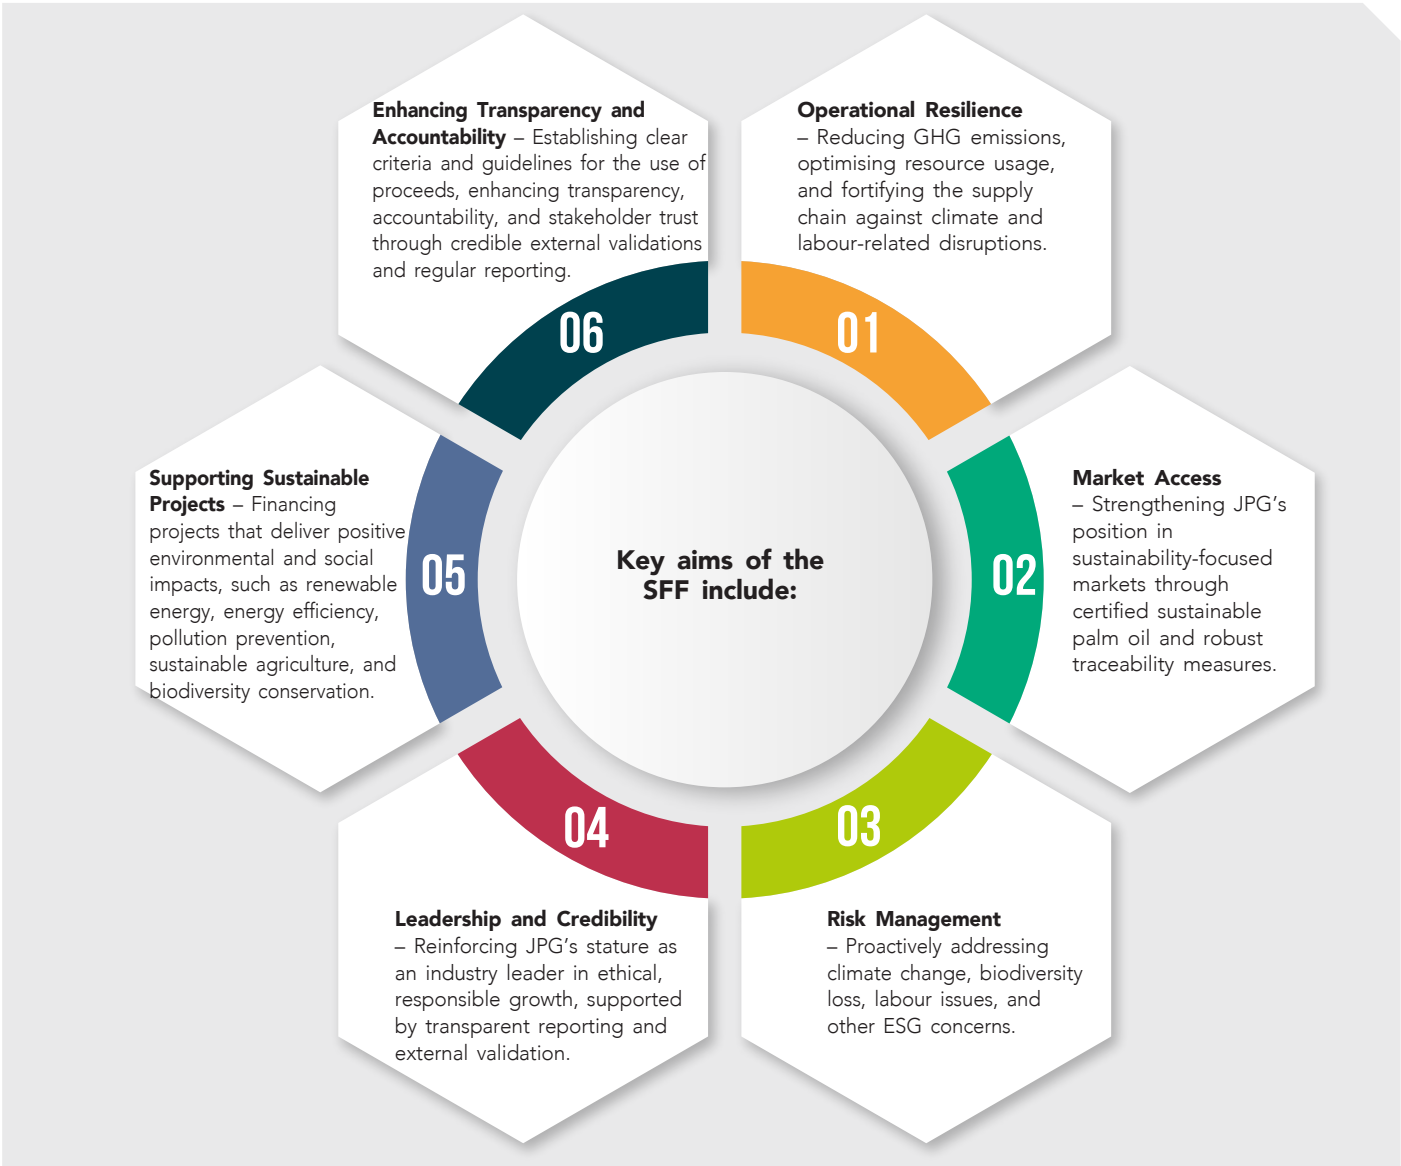 Key aims of the
SFF include:
01
Operational Resilience
– Reducing GHG emissions,
optimising resource usage,
and fortifying the supply
chain against climate and
labour-related disruptions.
02
Market Access
– Strengthening JPG’s
position in
sustainability-focused
markets through
certified sustainable
palm oil and robust
traceability measures.
03
Risk Management
– Proactively addressing
climate change, biodiversity
loss, labour issues, and
other ESG concerns.
04
Leadership and Credibility
– Reinforcing JPG’s stature as
an industry leader in ethical,
responsible growth, supported
by transparent reporting and
external validation.
05
Supporting Sustainable
Projects – Financing
projects that deliver positive
environmental and social
impacts, such as renewable
energy, energy efficiency,
pollution prevention,
sustainable agriculture, and
biodiversity conservation.
06
Enhancing Transparency and
Accountability – Establishing clear
criteria and guidelines for the use of
proceeds, enhancing transparency,
accountability, and stakeholder trust
through credible external validations
and regular reporting.